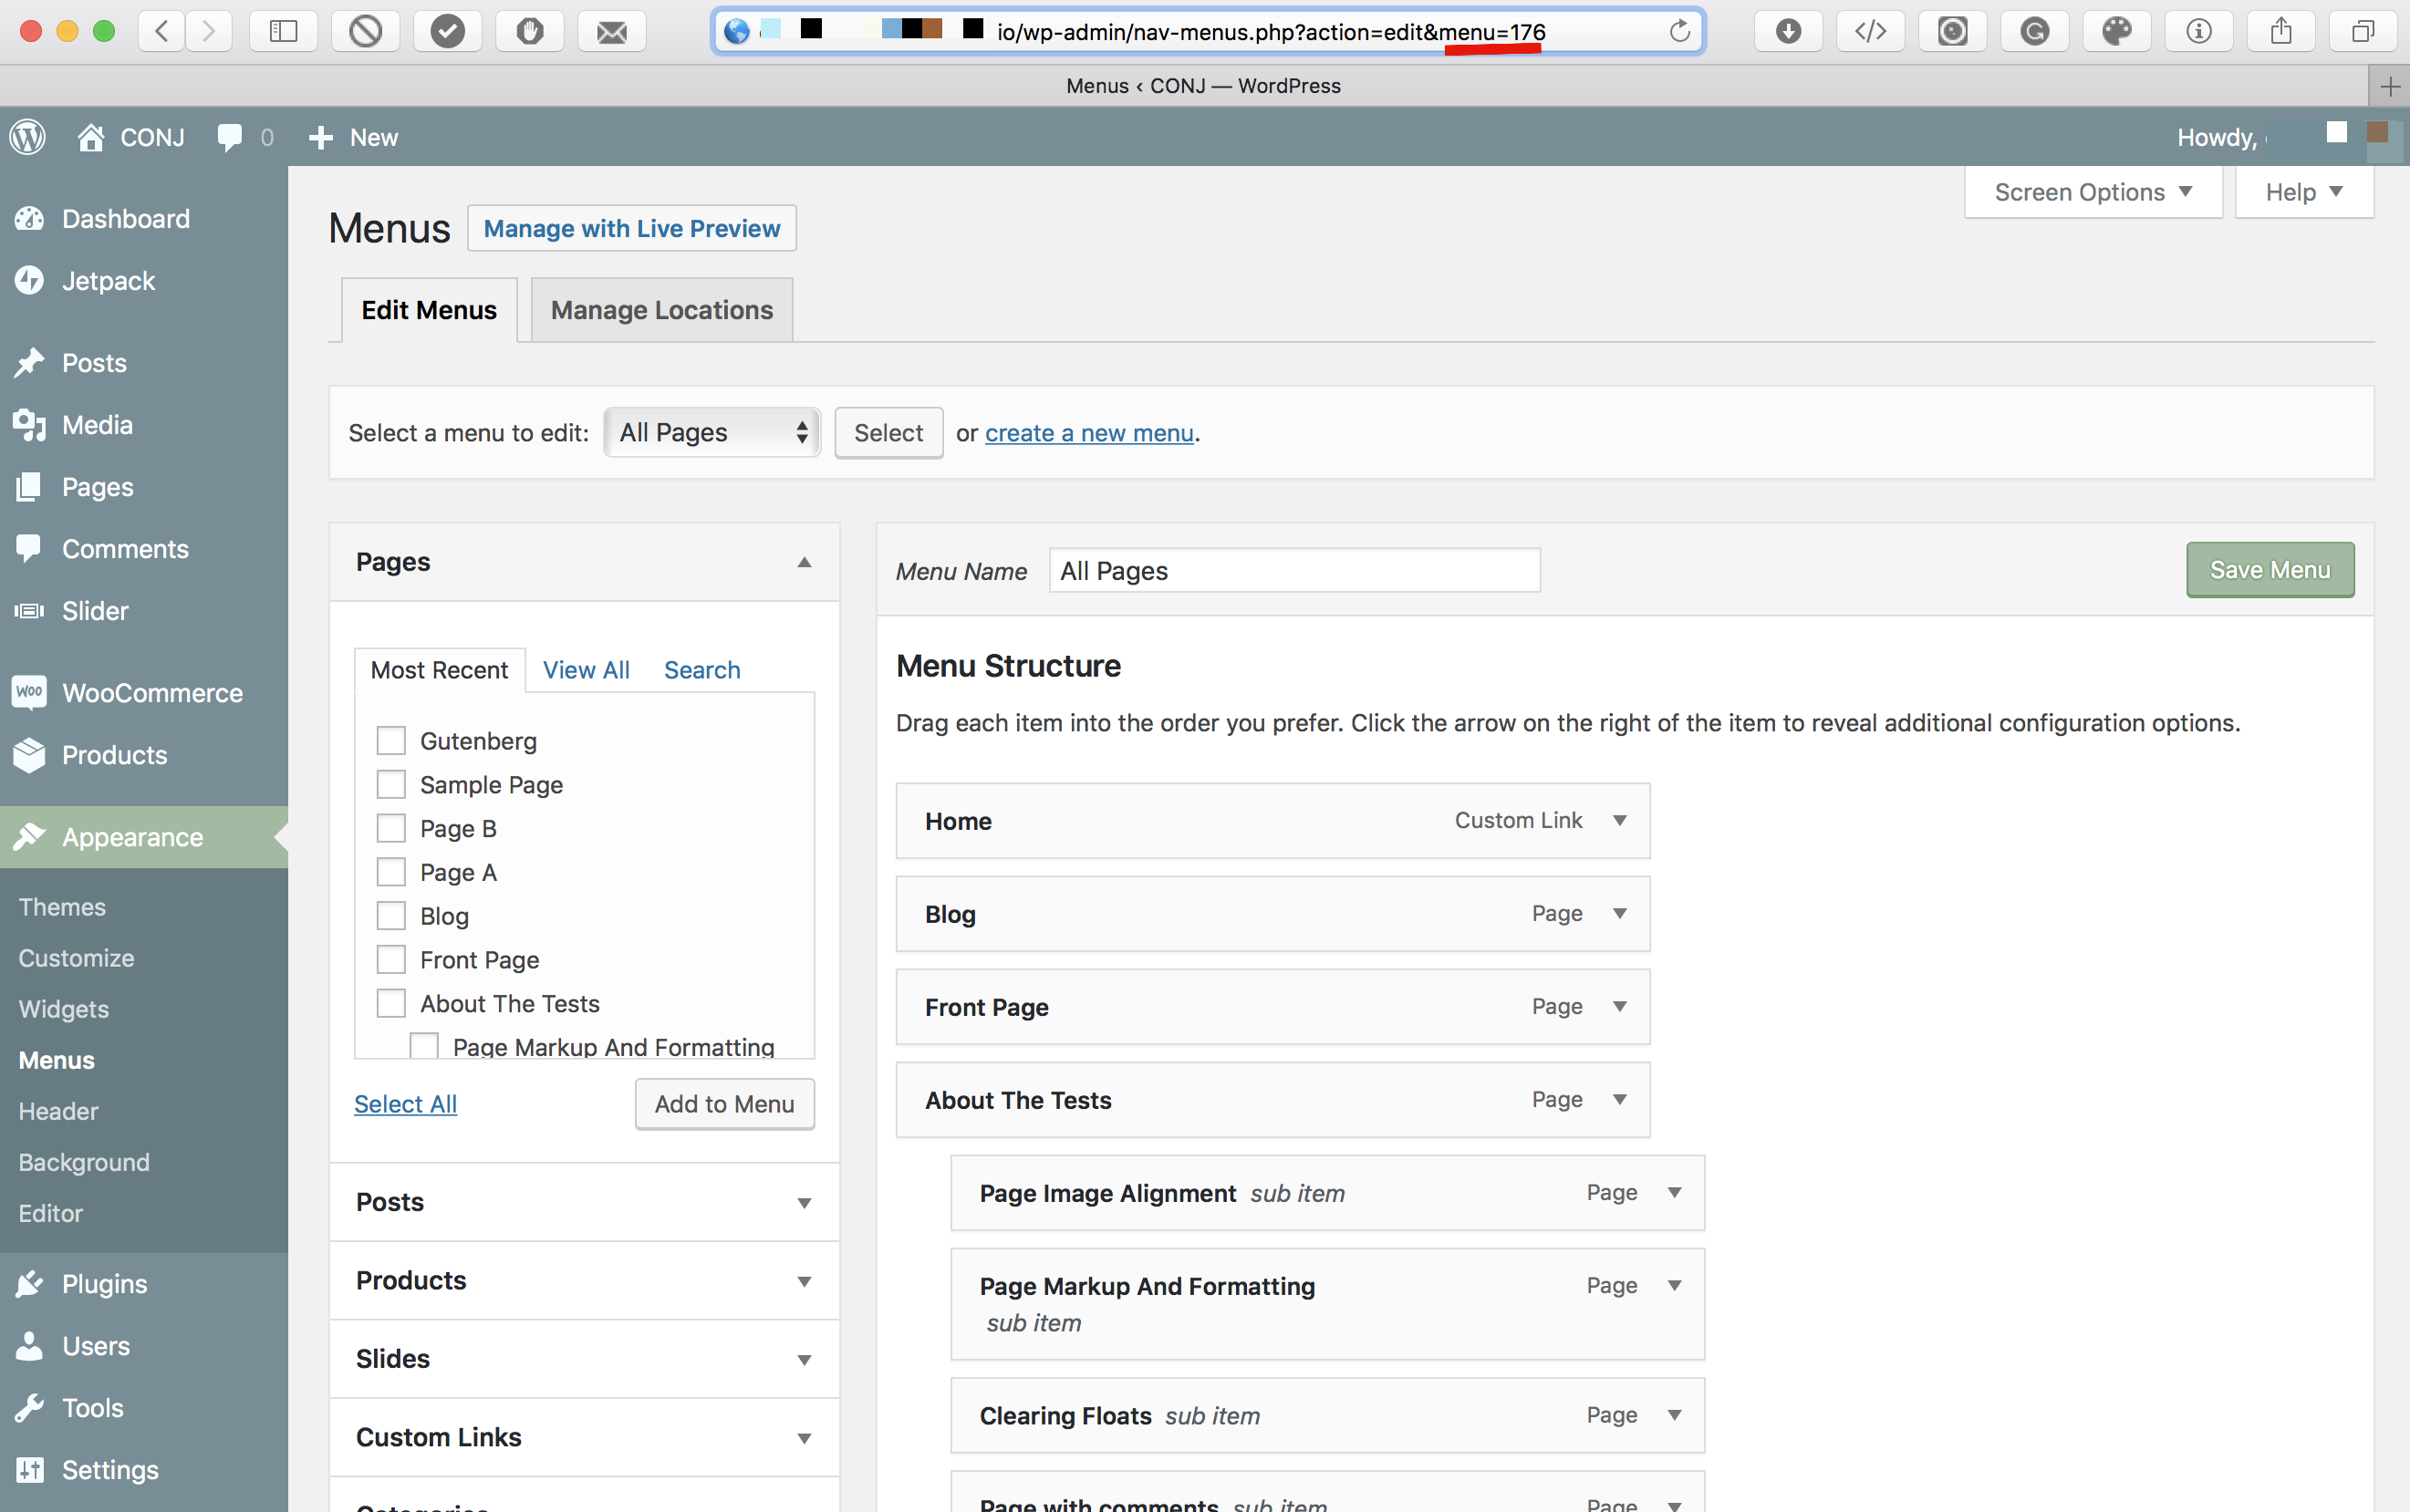 io/wp-admin/nav-menus.php?action=edit&menu=176
Menus ‹ CONJ — WordPress
CONJ 0 New
Howdy,
Screen Options
Help
Dashboard
Jetpack
Posts
Media
Pages
Comments
Slider
WOO WooCommerce
Products
Appearance
Themes
Customize
Widgets
Menus
Header
Background
Editor
Plugins
Users
Tools
Settings
Menus Manage with Live Preview
Edit Menus Manage Locations
Select a menu to edit: All Pages Select or create a new menu.
Pages
Most Recent View All Search
Gutenberg
Sample Page
Page B
Page A
Blog
Front Page
About The Tests
Page Markup And Formatting
Select All Add to Menu
Posts
Products
Slides
Custom Links
Categories
Menu Name All Pages Save Menu
Menu Structure
Drag each item into the order you prefer. Click the arrow on the right of the item to reveal additional configuration options.
Home Custom Link
Blog Page
Front Page Page
About The Tests Page
Page Image Alignment sub item Page
Page Markup And Formatting Page
sub item
Clearing Floats sub item Page
Page with comments sub item Page